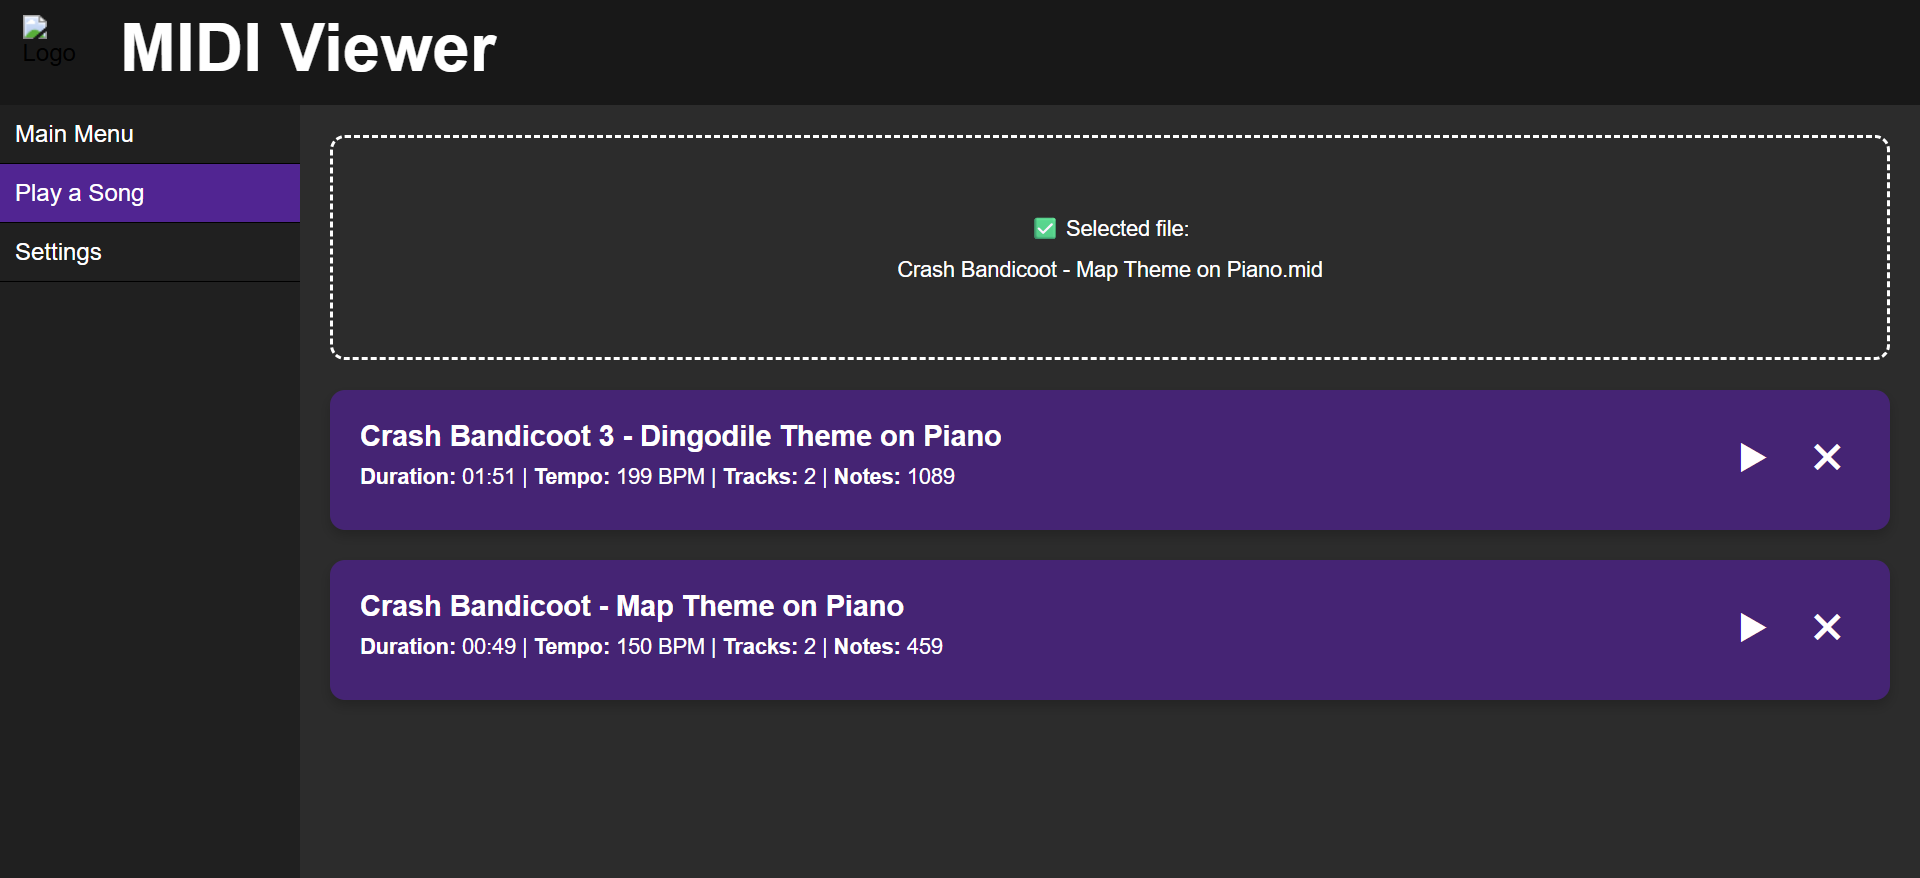 Logo
MIDI Viewer
Main Menu
Play a Song
Settings
Selected file:
Crash Bandicoot - Map Theme on Piano.mid
Crash Bandicoot 3 - Dingodile Theme on Piano
Duration: 01:51 | Tempo: 199 BPM | Tracks: 2 | Notes: 1089
Crash Bandicoot - Map Theme on Piano
Duration: 00:49 | Tempo: 150 BPM | Tracks: 2 | Notes: 459